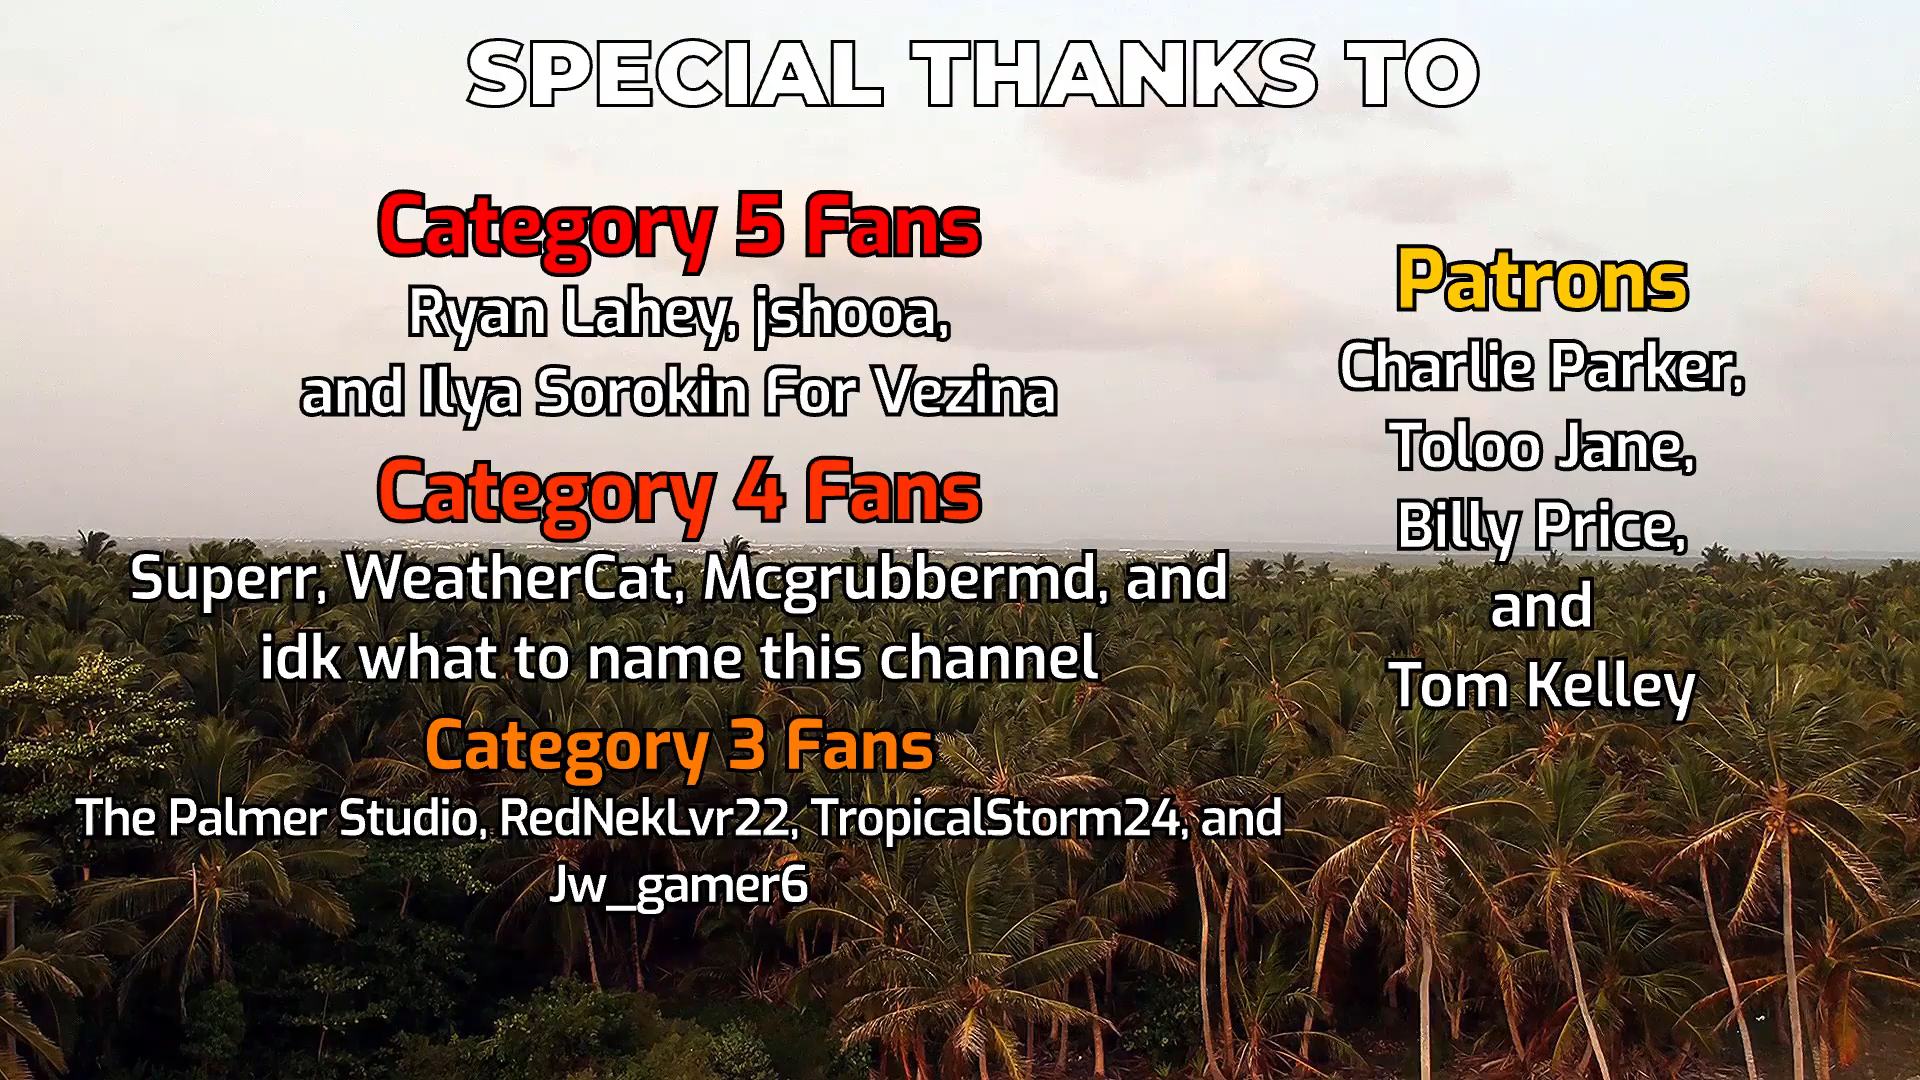 SPECIAL THANKS TO
Category 5 Fans
Ryan Lahey, jshooa,
and Ilya Sorokin For Vezina
Category 4 Fans
Superr, WeatherCat, Mcgrubbermd, and
idk what to name this channel
Category 3 Fans
The Palmer Studio, RedNekLvr22, TropicalStorm24, and
Jw_gamer6
Patrons
Charlie Parker,
Toloo Jane,
Billy Price,
and
Tom Kelley